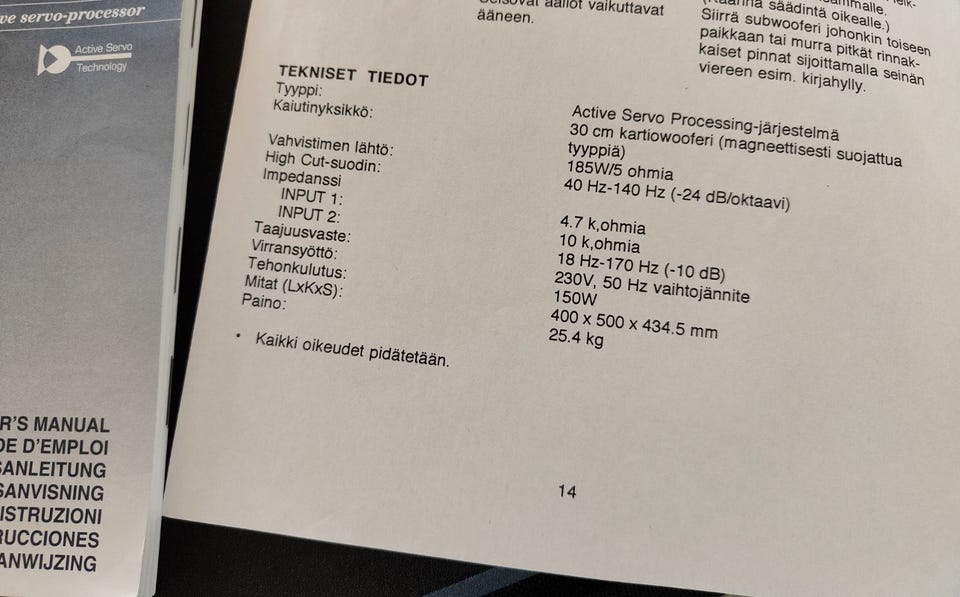 ve servo-processor
Active Servo
Technology
R'S MANUAL
DE D'EMPLOI
SANLEITUNG
SANVISNING
ISTRUZIONI
RUCCIONES
ANWIJZING
aallot vaikuttavat
ääneen.
säädintä oikealle.)
Siirrä subwooferi johonkin toiseen
paikkaan tai murra pitkät rinnak-
kaiset pinnat sijoittamalla seinän
viereen esim. kirjahylly.
TEKNISET TIEDOT
Tyyppi: Active Servo Processing-järjestelmä
Kaiutinyksikkö: 30 cm kartiowooferi (magneettisesti suojattua
tyyppiä)
Vahvistimen lähtö: 185W/5 ohmia
High Cut-suodin: 40 Hz-140 Hz (-24 dB/oktaavi)
Impedanssi
INPUT 1: 4.7 k,ohmia
INPUT 2: 10 k,ohmia
Taajuusvaste: 18 Hz-170 Hz (-10 dB)
Virransyöttö: 230V, 50 Hz vaihtojännite
Tehonkulutus: 150W
Mitat (LxKxS): 400 x 500 x 434.5 mm
Paino: 25.4 kg
• Kaikki oikeudet pidätetään.
14